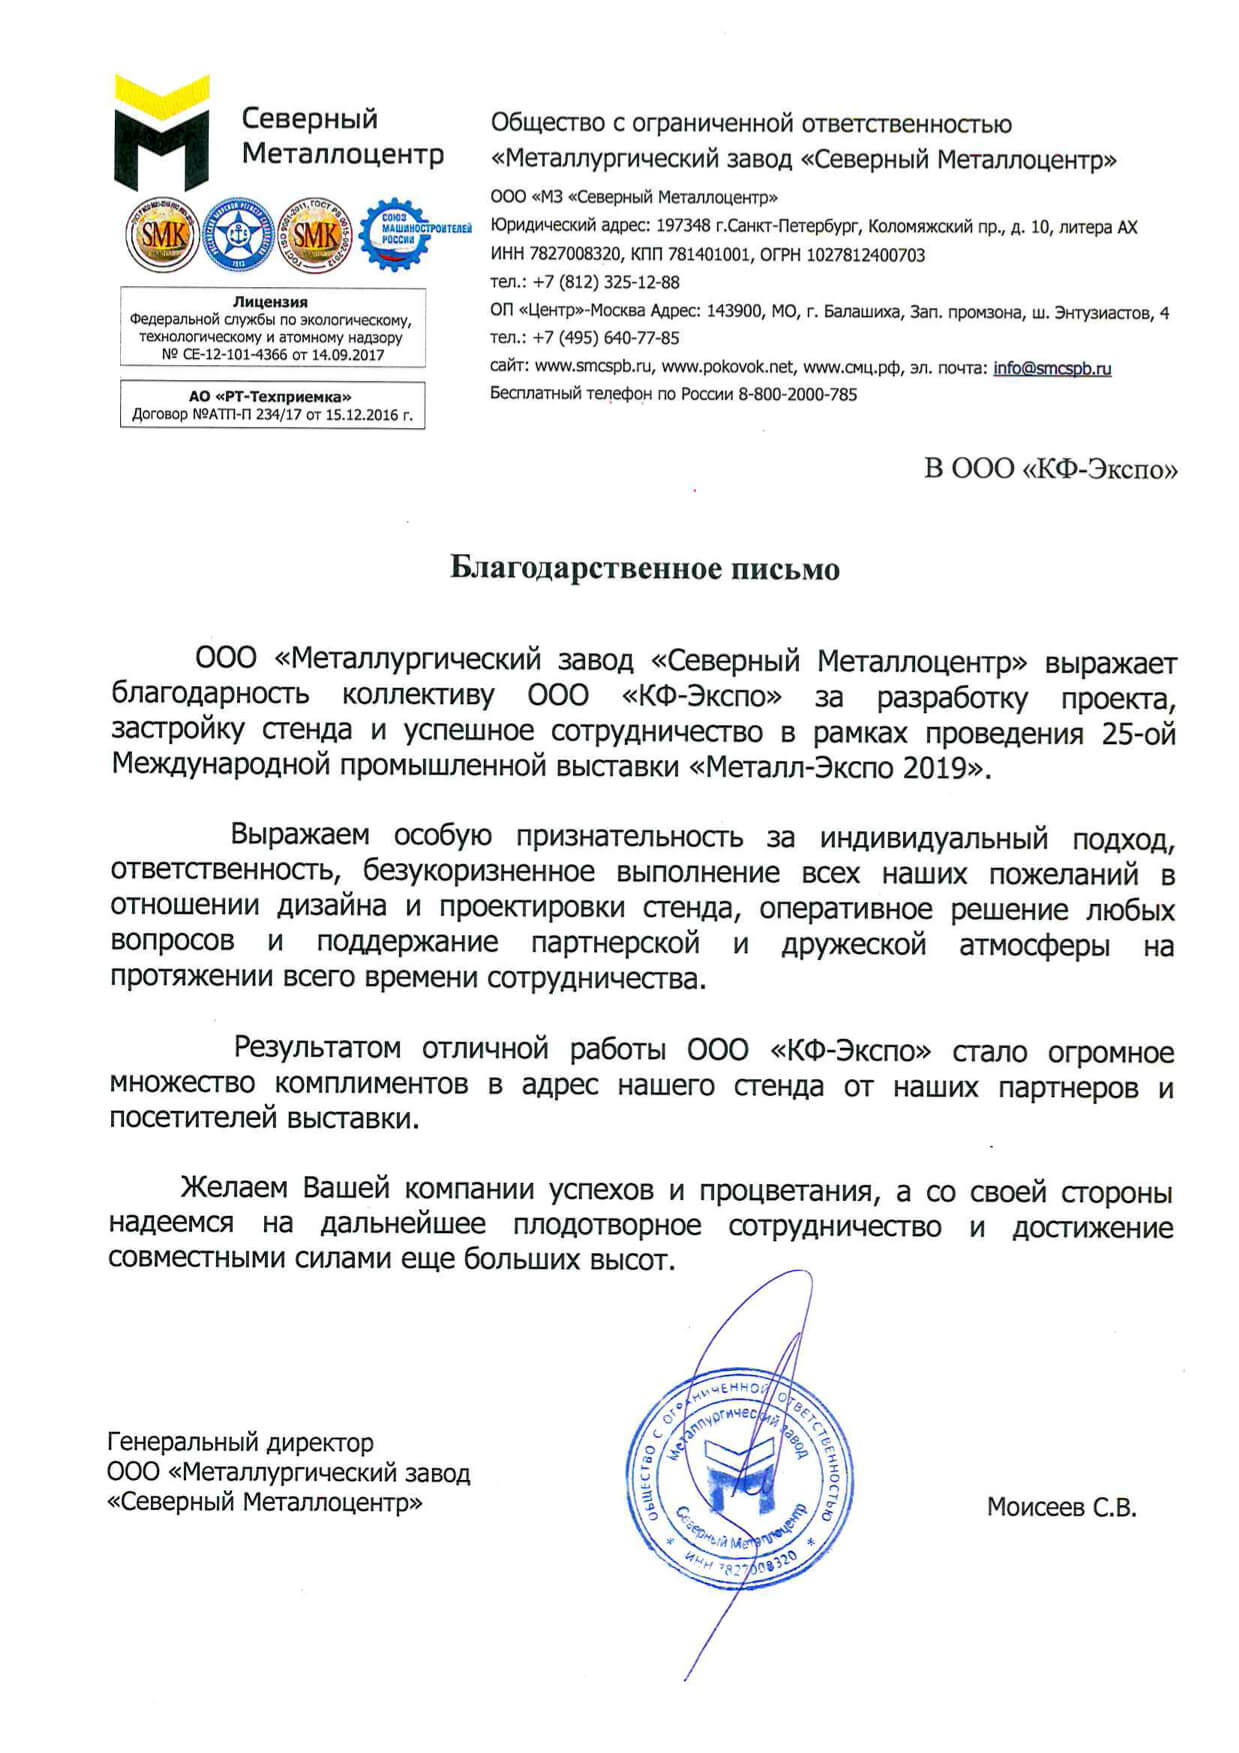 Северный
Металлоцентр
SMK
SMK
СОЮЗ
МАШИНОСТРОИТЕЛЕЙ
РОССИИ
Лицензия
Федеральной службы по экологическому,
технологическому и атомному надзору
№ СЕ-12-101-4366 от 14.09.2017
АО «РТ-Техприемка»
Договор №АТП-П 234/17 от 15.12.2016 г.
Общество с ограниченной ответственностью
«Металлургический завод «Северный Металлоцентр»
ООО «МЗ «Северный Металлоцентр»
Юридический адрес: 197348 г.Санкт-Петербург, Коломяжский пр., д. 10, литера АХ
ИНН 7827008320, КПП 781401001, ОГРН 1027812400703
тел.: +7 (812) 325-12-88
ОП «Центр»-Москва Адрес: 143900, МО, г. Балашиха, Зап. промзона, ш. Энтузиастов, 4
тел.: +7 (495) 640-77-85
сайт: www.smcspb.ru, www.pokovok.net, www.смц.рф, эл. почта: info@smcspb.ru
Бесплатный телефон по России 8-800-2000-785
В ООО «КФ-Экспо»
Благодарственное письмо
ООО «Металлургический завод «Северный Металлоцентр» выражает
благодарность коллективу ООО «КФ-Экспо» за разработку проекта,
застройку стенда и успешное сотрудничество в рамках проведения 25-ой
Международной промышленной выставки «Металл-Экспо 2019».
Выражаем особую признательность за индивидуальный подход,
ответственность, безукоризненное выполнение всех наших пожеланий в
отношении дизайна и проектировки стенда, оперативное решение любых
вопросов и поддержание партнерской и дружеской атмосферы на
протяжении всего времени сотрудничества.
Результатом отличной работы ООО «КФ-Экспо» стало огромное
множество комплиментов в адрес нашего стенда от наших партнеров и
посетителей выставки.
Желаем Вашей компании успехов и процветания, а со своей стороны
надеемся на дальнейшее плодотворное сотрудничество и достижение
совместными силами еще больших высот.
Генеральный директор
ООО «Металлургический завод
«Северный Металлоцентр»
ОБЩЕСТВО С ОГРАНИЧЕННОЙ ОТВЕТСТВЕННОСТЬЮ
Металлургический завод
Северный Металлоцентр
* ИНН 7827008320 *
Моисеев С.В.